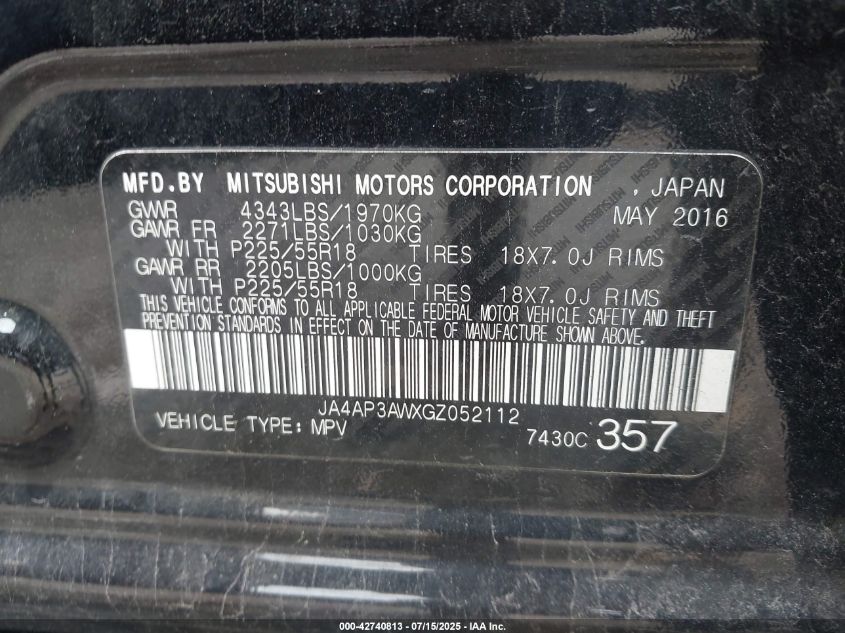 MFD.BY MITSUBISHI MOTORS CORPORATION , JAPAN
GVWR 4343LBS/1970KG MAY 2016
GAWR FR 2271LBS/1030KG
WITH P225/55R18 TIRES 18X7.0J RIMS
GAWR RR 2205LBS/1000KG
WITH P225/55R18 TIRES 18X7.0J RIMS
THIS VEHICLE CONFORMS TO ALL APPLICABLE FEDERAL MOTOR VEHICLE SAFETY AND THEFT
PREVENTION STANDARDS IN EFFECT ON THE DATE OF MANUFACTURE SHOWN ABOVE.
JA4AP3AWXGZ052112
VEHICLE TYPE: MPV 7430C 357
000-42740813 - 07/15/2025 - IAA Inc.